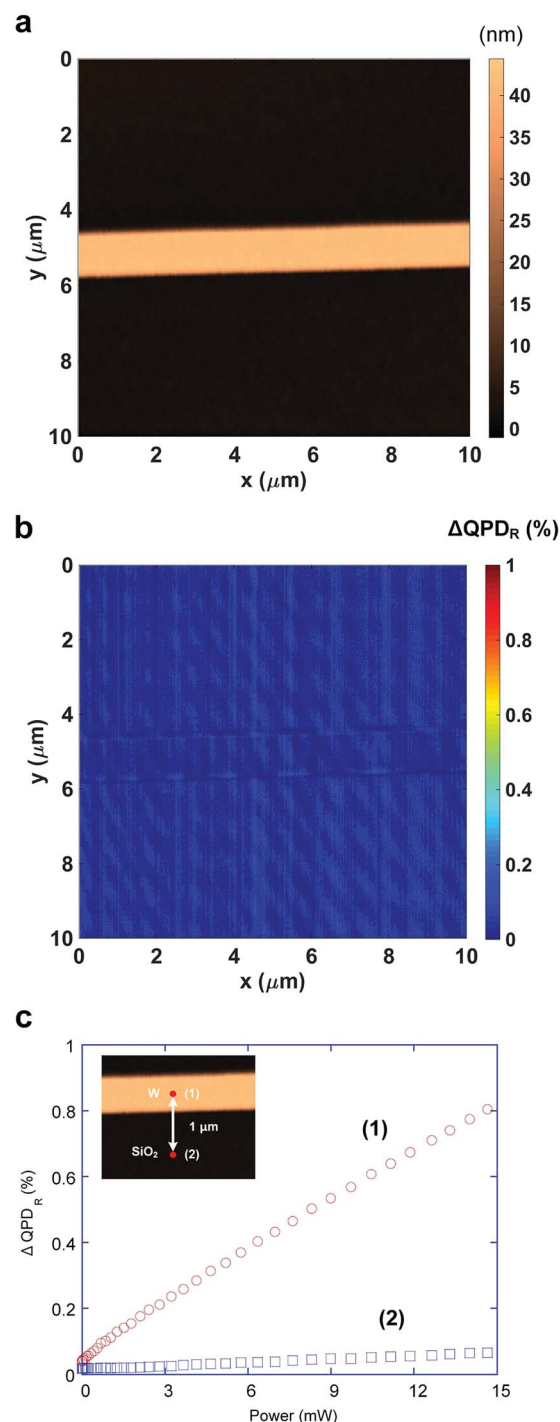 a
(nm)
0
2
4
6
8
10
y (μm)
0 2 4 6 8 10
x (μm)
40
35
30
25
20
15
10
5
0
b
ΔQPD_R (%)
0
2
4
6
8
10
y (μm)
0 2 4 6 8 10
x (μm)
1
0.8
0.6
0.4
0.2
0
c
1
0.8
0.6
0.4
0.2
0
Δ QPD_R (%)
W (1)
1 μm
SiO₂ (2)
(1)
(2)
0 3 6 9 12 15
Power (mW)